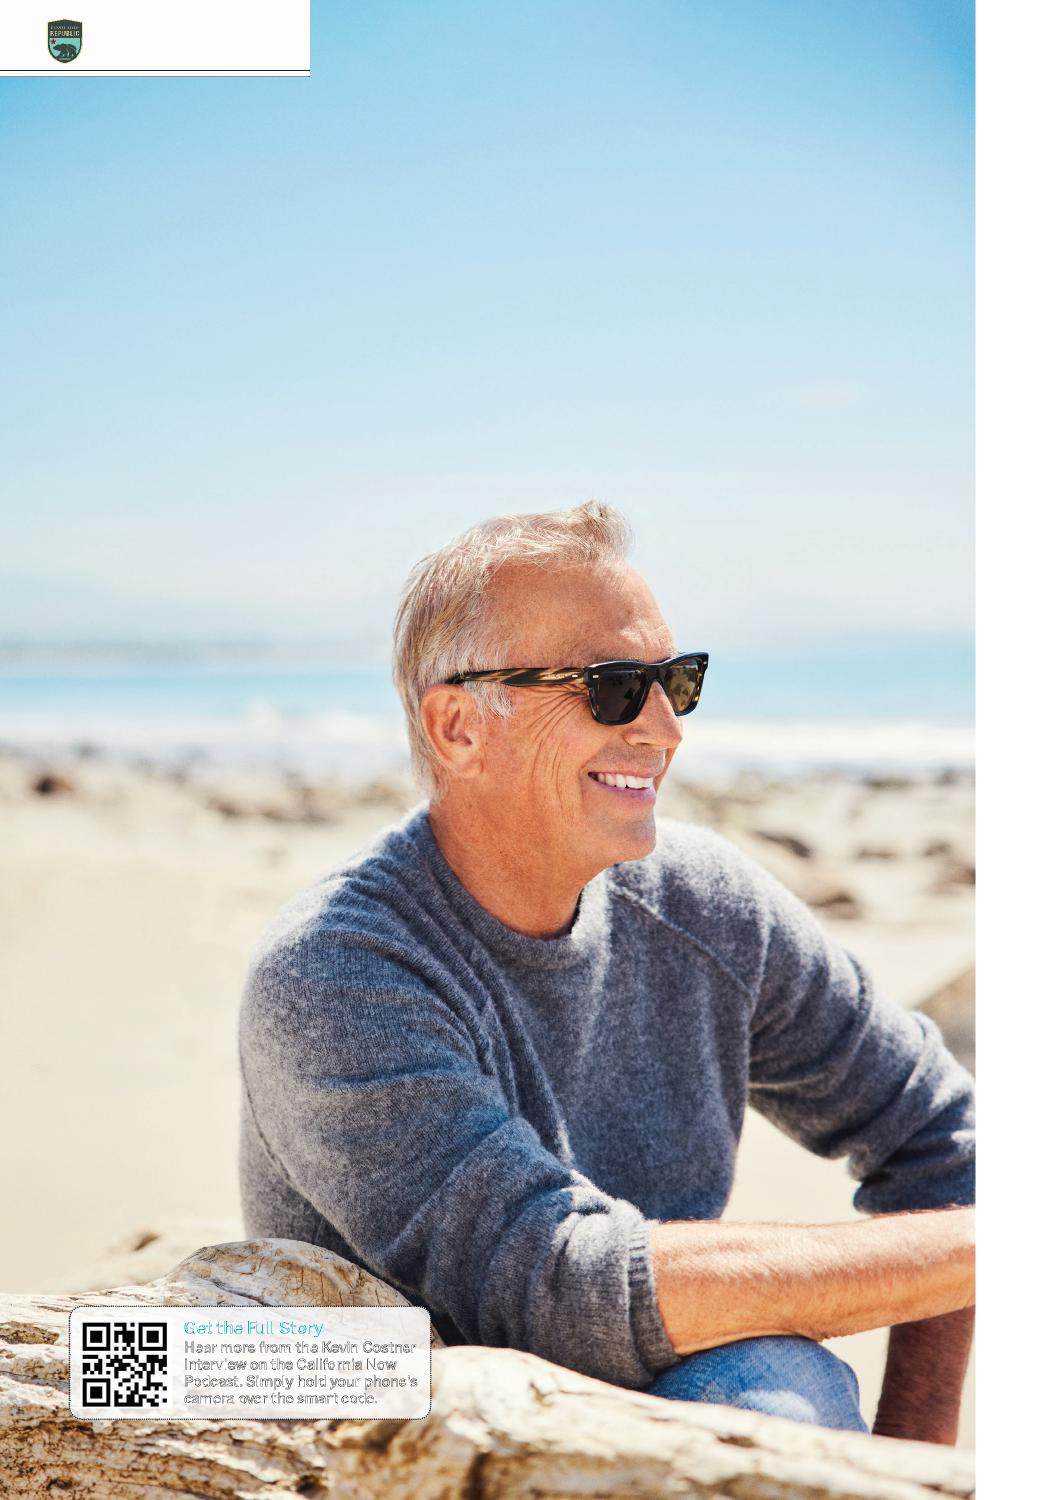 REPUBLIC
Get the Full Story
Hear more from the Kevin Costner
interview on the California Now
Podcast. Simply hold your phone's
camera over the smart code.